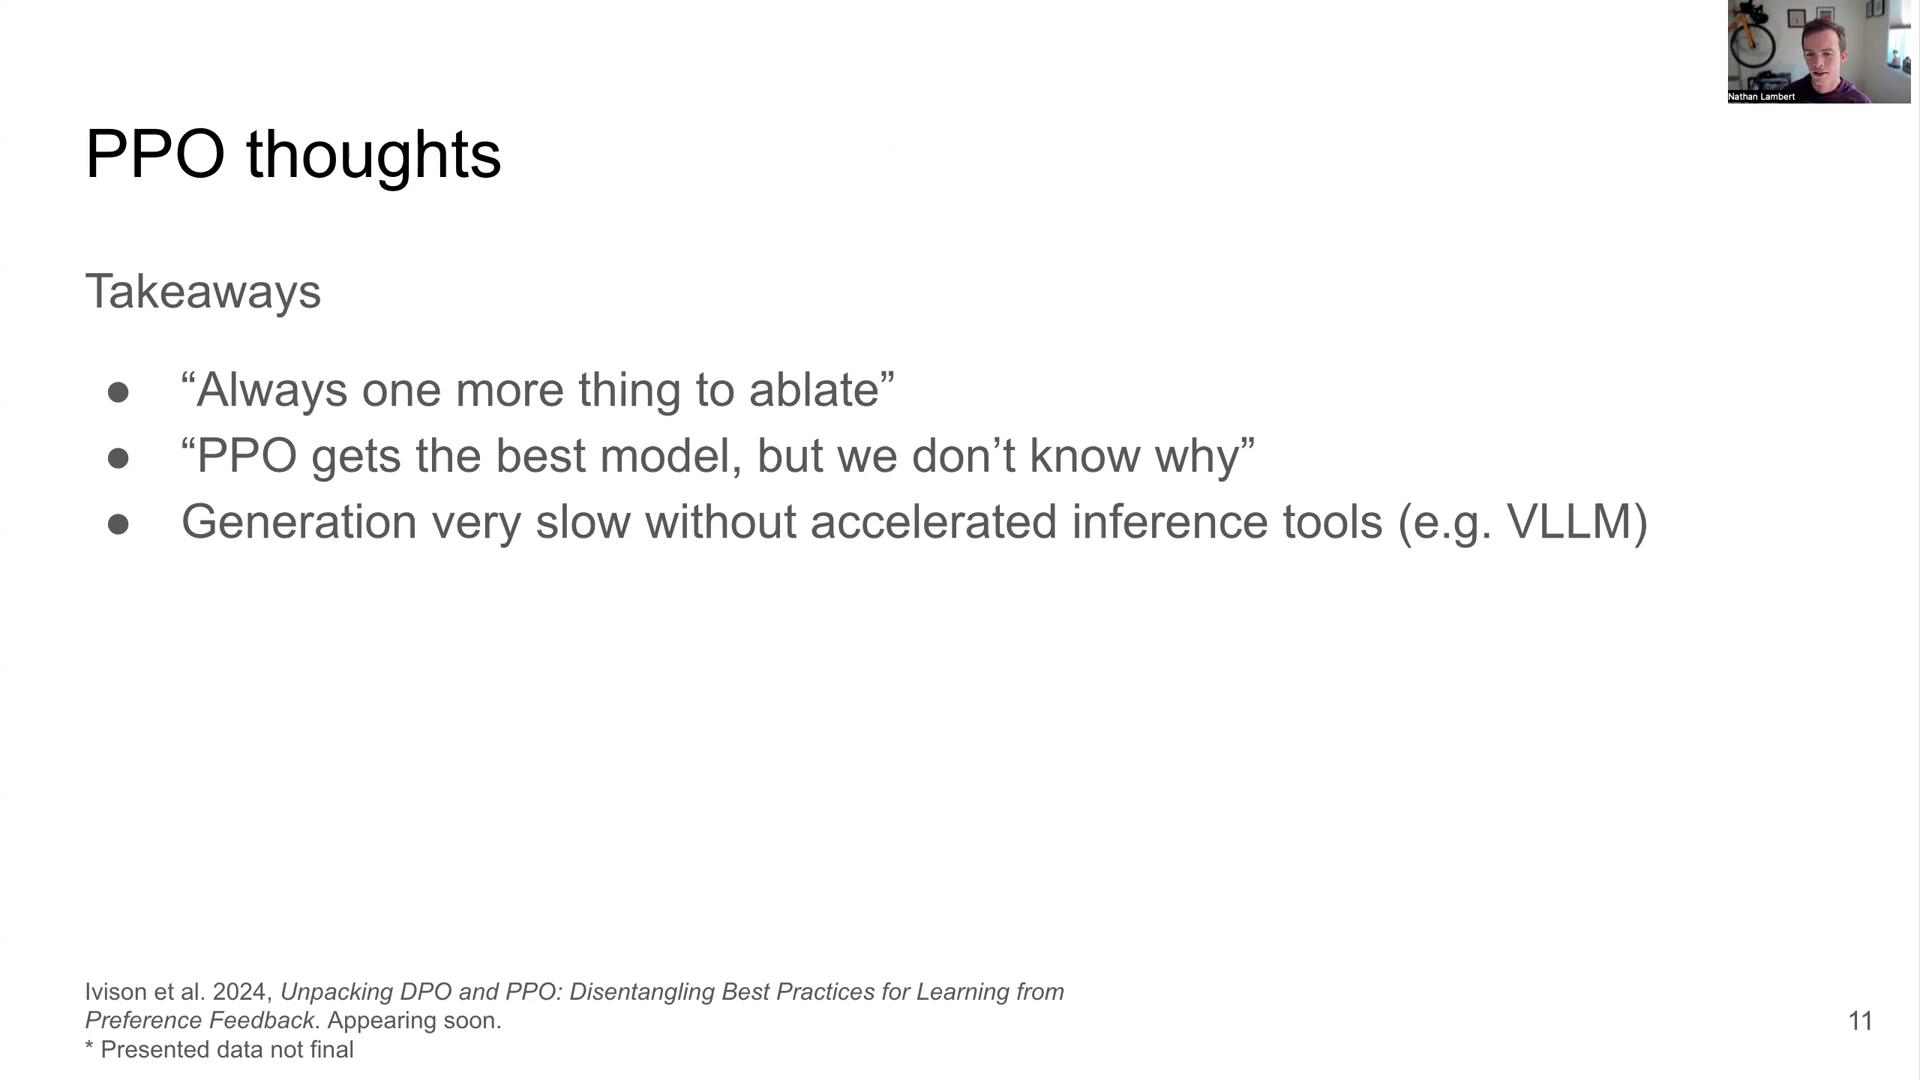 Nathan Lambert
PPO thoughts
Takeaways
● “Always one more thing to ablate”
● “PPO gets the best model, but we don’t know why”
● Generation very slow without accelerated inference tools (e.g. VLLM)
Ivison et al. 2024, Unpacking DPO and PPO: Disentangling Best Practices for Learning from
Preference Feedback. Appearing soon.
* Presented data not final
11